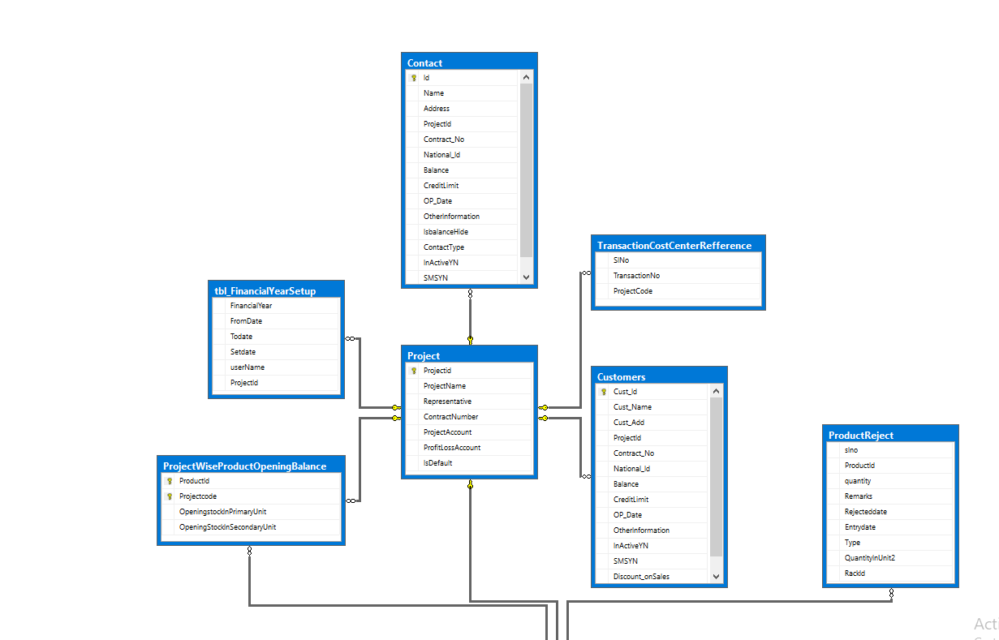 Contact
Id
Name
Address
ProjectId
Contract_No
National_Id
Balance
CreditLimit
OP_Date
OtherInformation
IsbalanceHide
ContactType
InActiveYN
SMSYN
TransactionCostCenterRefference
SlNo
TransactionNo
ProjectCode
tbl_FinancialYearSetup
FinancialYear
FromDate
Todate
Setdate
userName
ProjectId
Project
Projectid
ProjectName
Representative
ContractNumber
ProjectAccount
ProfitLossAccount
IsDefault
Customers
Cust_Id
Cust_Name
Cust_Add
ProjectId
Contract_No
National_Id
Balance
CreditLimit
OP_Date
OtherInformation
InActiveYN
SMSYN
Discount_onSales
ProductReject
slno
ProductId
quantity
Remarks
Rejecteddate
Entrydate
Type
QuantityInUnit2
RackId
ProjectWiseProductOpeningBalance
ProductId
Projectcode
OpeningstockInPrimaryUnit
OpeningStockInSecondaryUnit
Acti